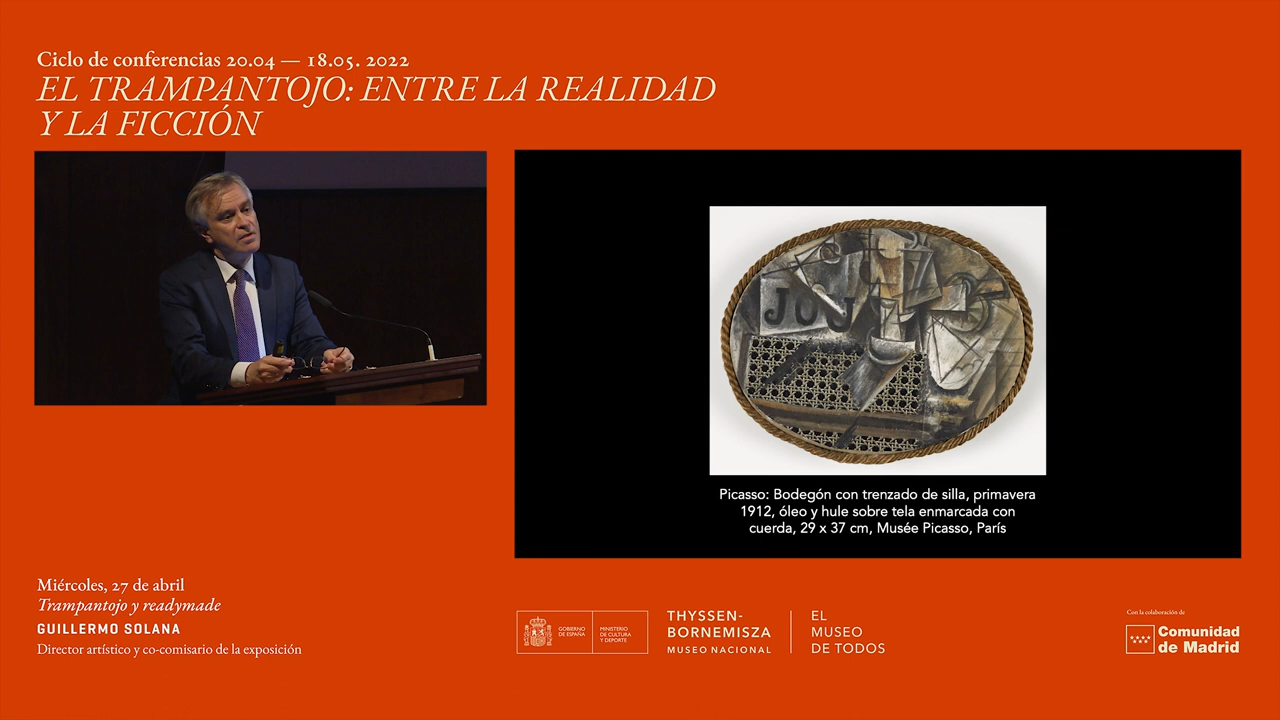 Ciclo de conferencias 20.04 — 18.05. 2022
EL TRAMPANTOJO: ENTRE LA REALIDAD
Y LA FICCIÓN
JOU
Picasso: Bodegón con trenzado de silla, primavera
1912, óleo y hule sobre tela enmarcada con
cuerda, 29 x 37 cm, Musée Picasso, París
Miércoles, 27 de abril
Trampantojo y readymade
GUILLERMO SOLANA
Director artístico y co-comisario de la exposición
GOBIERNO
DE ESPAÑA
MINISTERIO
DE CULTURA
Y DEPORTE
THYSSEN-
BORNEMISZA
MUSEO NACIONAL
EL
MUSEO
DE TODOS
Con la colaboración de
Comunidad
de Madrid